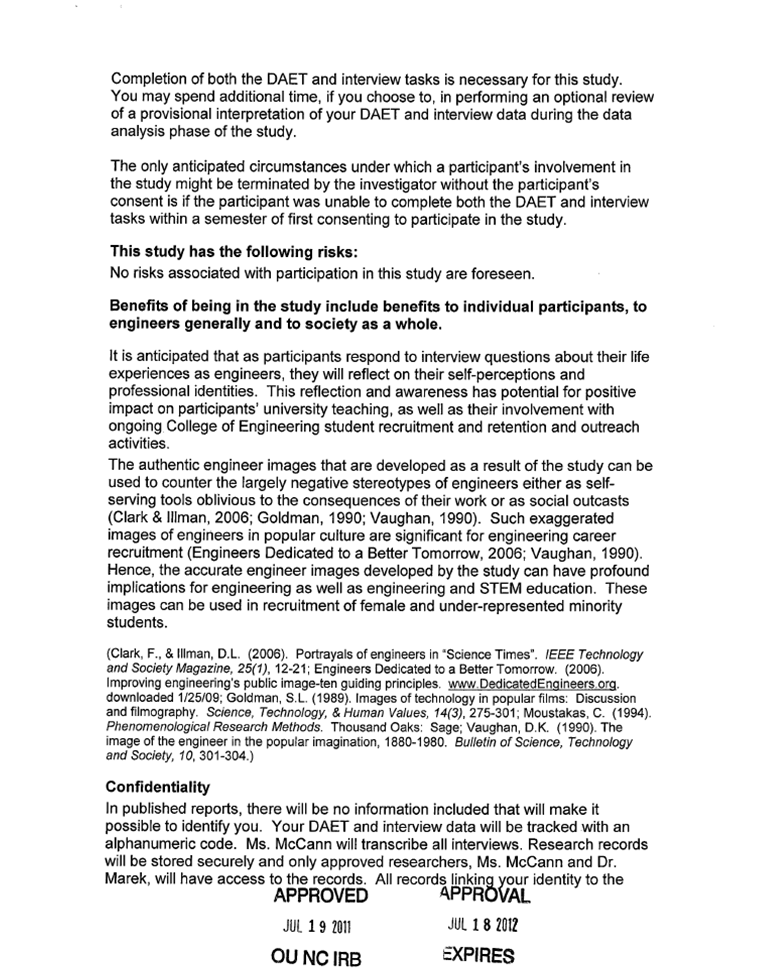 Completion of both the DAET and interview tasks is necessary for this study.
You may spend additional time, if you choose to, in performing an optional review
of a provisional interpretation of your DAET and interview data during the data
analysis phase of the study.
The only anticipated circumstances under which a participant's involvement in
the study might be terminated by the investigator without the participant's
consent is if the participant was unable to complete both the DAET and interview
tasks within a semester of first consenting to participate in the study.
This study has the following risks:
No risks associated with participation in this study are foreseen.
Benefits of being in the study include benefits to individual participants, to
engineers generally and to society as a whole.
It is anticipated that as participants respond to interview questions about their life
experiences as engineers, they will reflect on their self-perceptions and
professional identities. This reflection and awareness has potential for positive
impact on participants' university teaching, as well as their involvement with
ongoing College of Engineering student recruitment and retention and outreach
activities.
The authentic engineer images that are developed as a result of the study can be
used to counter the largely negative stereotypes of engineers either as self-
serving tools oblivious to the consequences of their work or as social outcasts
(Clark & Illman, 2006; Goldman, 1990; Vaughan, 1990). Such exaggerated
images of engineers in popular culture are significant for engineering career
recruitment (Engineers Dedicated to a Better Tomorrow, 2006; Vaughan, 1990).
Hence, the accurate engineer images developed by the study can have profound
implications for engineering as well as engineering and STEM education. These
images can be used in recruitment of female and under-represented minority
students.
(Clark, F., & Illman, D.L. (2006). Portrayals of engineers in "Science Times". IEEE Technology
and Society Magazine, 25(1), 12-21; Engineers Dedicated to a Better Tomorrow. (2006).
Improving engineering's public image-ten guiding principles. www.DedicatedEngineers.org.
downloaded 1/25/09; Goldman, S.L. (1989). Images of technology in popular films: Discussion
and filmography. Science, Technology, & Human Values, 14(3), 275-301; Moustakas, C. (1994).
Phenomenological Research Methods. Thousand Oaks: Sage; Vaughan, D.K. (1990). The
image of the engineer in the popular imagination, 1880-1980. Bulletin of Science, Technology
and Society, 10, 301-304.)
Confidentiality
In published reports, there will be no information included that will make it
possible to identify you. Your DAET and interview data will be tracked with an
alphanumeric code. Ms. McCann will transcribe all interviews. Research records
will be stored securely and only approved researchers, Ms. McCann and Dr.
Marek, will have access to the records. All records linking your identity to the
APPROVED APPROVAL
JUL 19 2011 JUL 18 2012
OU NC IRB EXPIRES